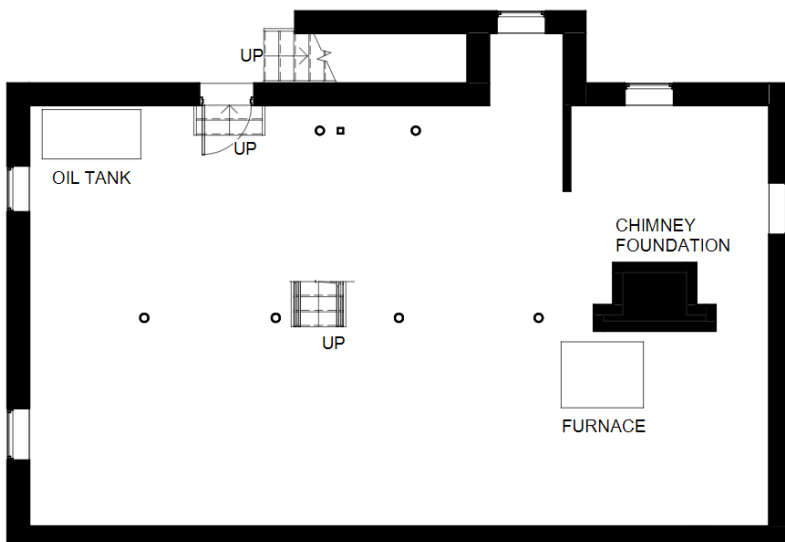 UP
UP
OIL TANK
CHIMNEY
FOUNDATION
UP
FURNACE